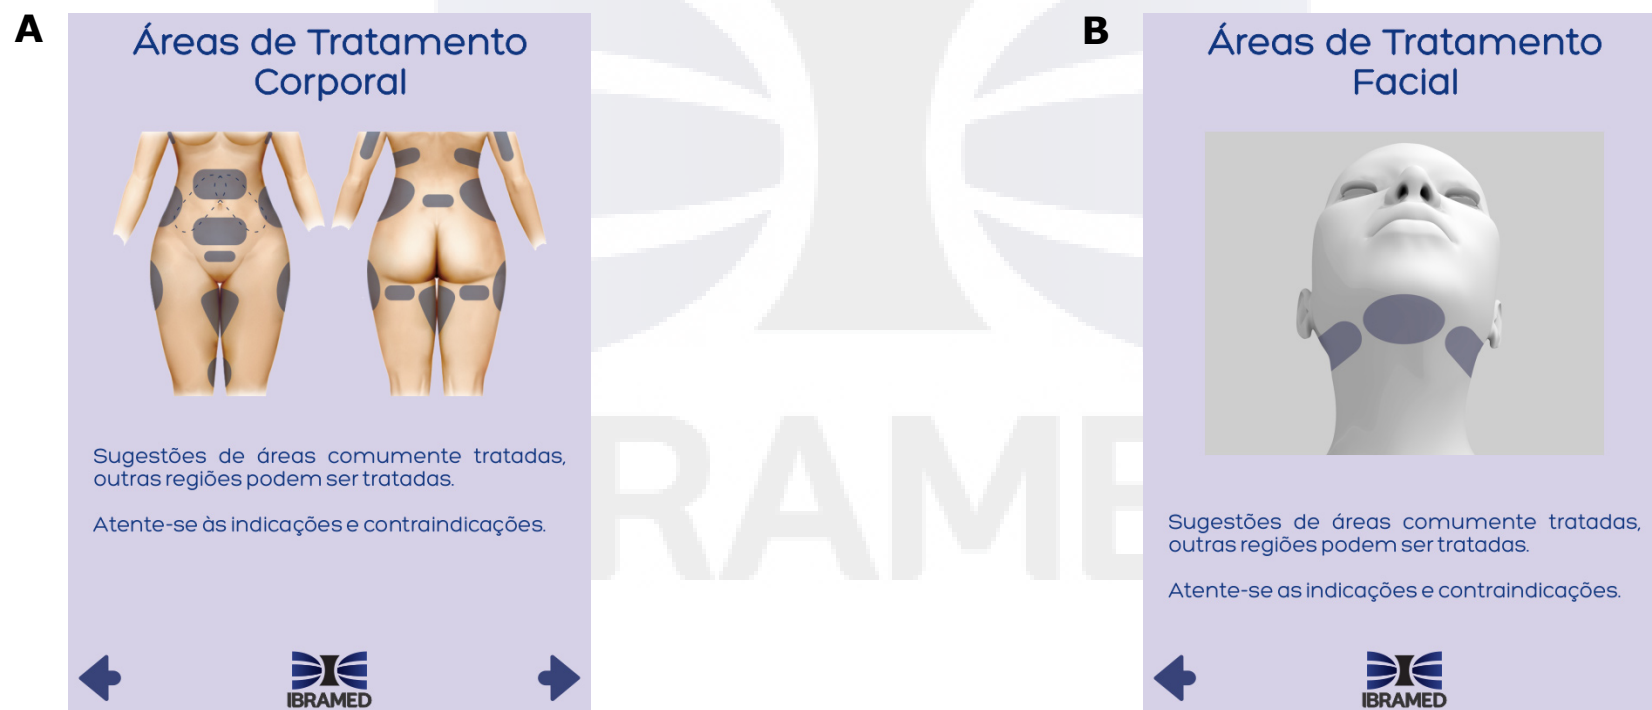 A
Áreas de Tratamento
Corporal
Sugestões de áreas comumente tratadas,
outras regiões podem ser tratadas.
Atente-se às indicações e contraindicações.
IBRAMED
B
Áreas de Tratamento
Facial
Sugestões de áreas comumente tratadas,
outras regiões podem ser tratadas.
Atente-se as indicações e contraindicações.
IBRAMED
RAME